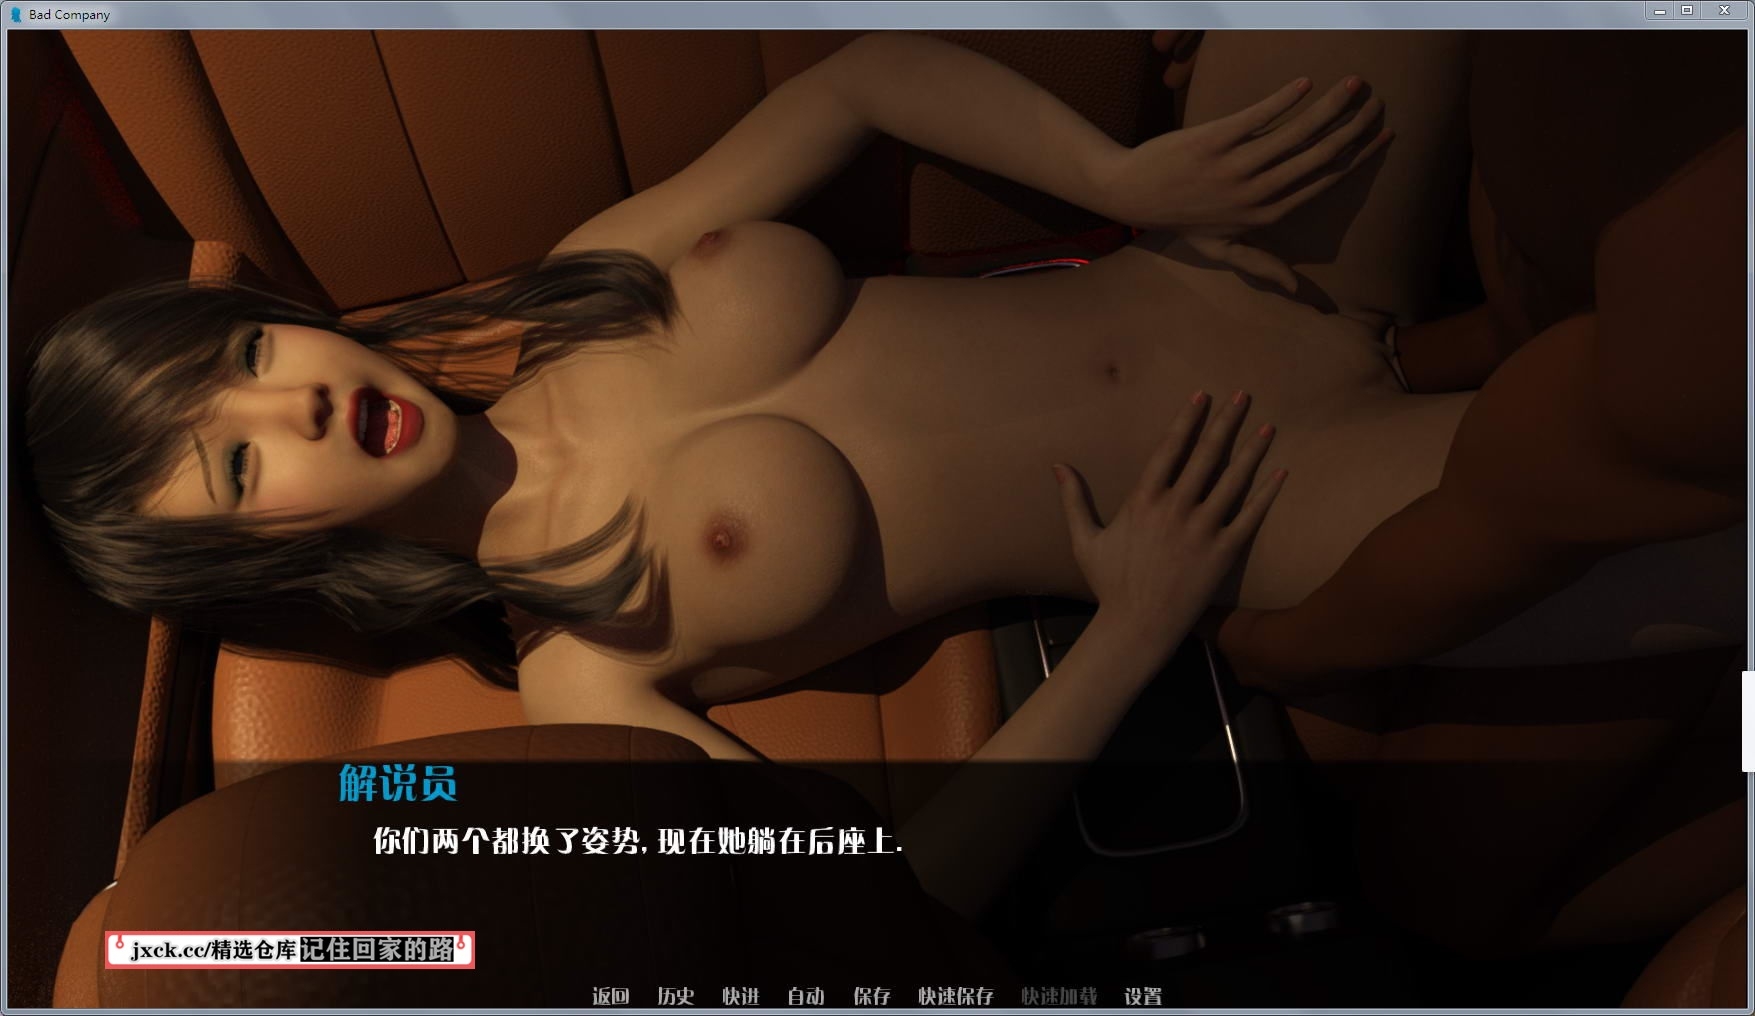 Bad Company
解说员
你们两个都换了姿势, 现在她躺在后座上.
jxck.cc/精选仓库记住回家的路
返回 历史 快进 自动 保存 快速保存 快速加载 设置